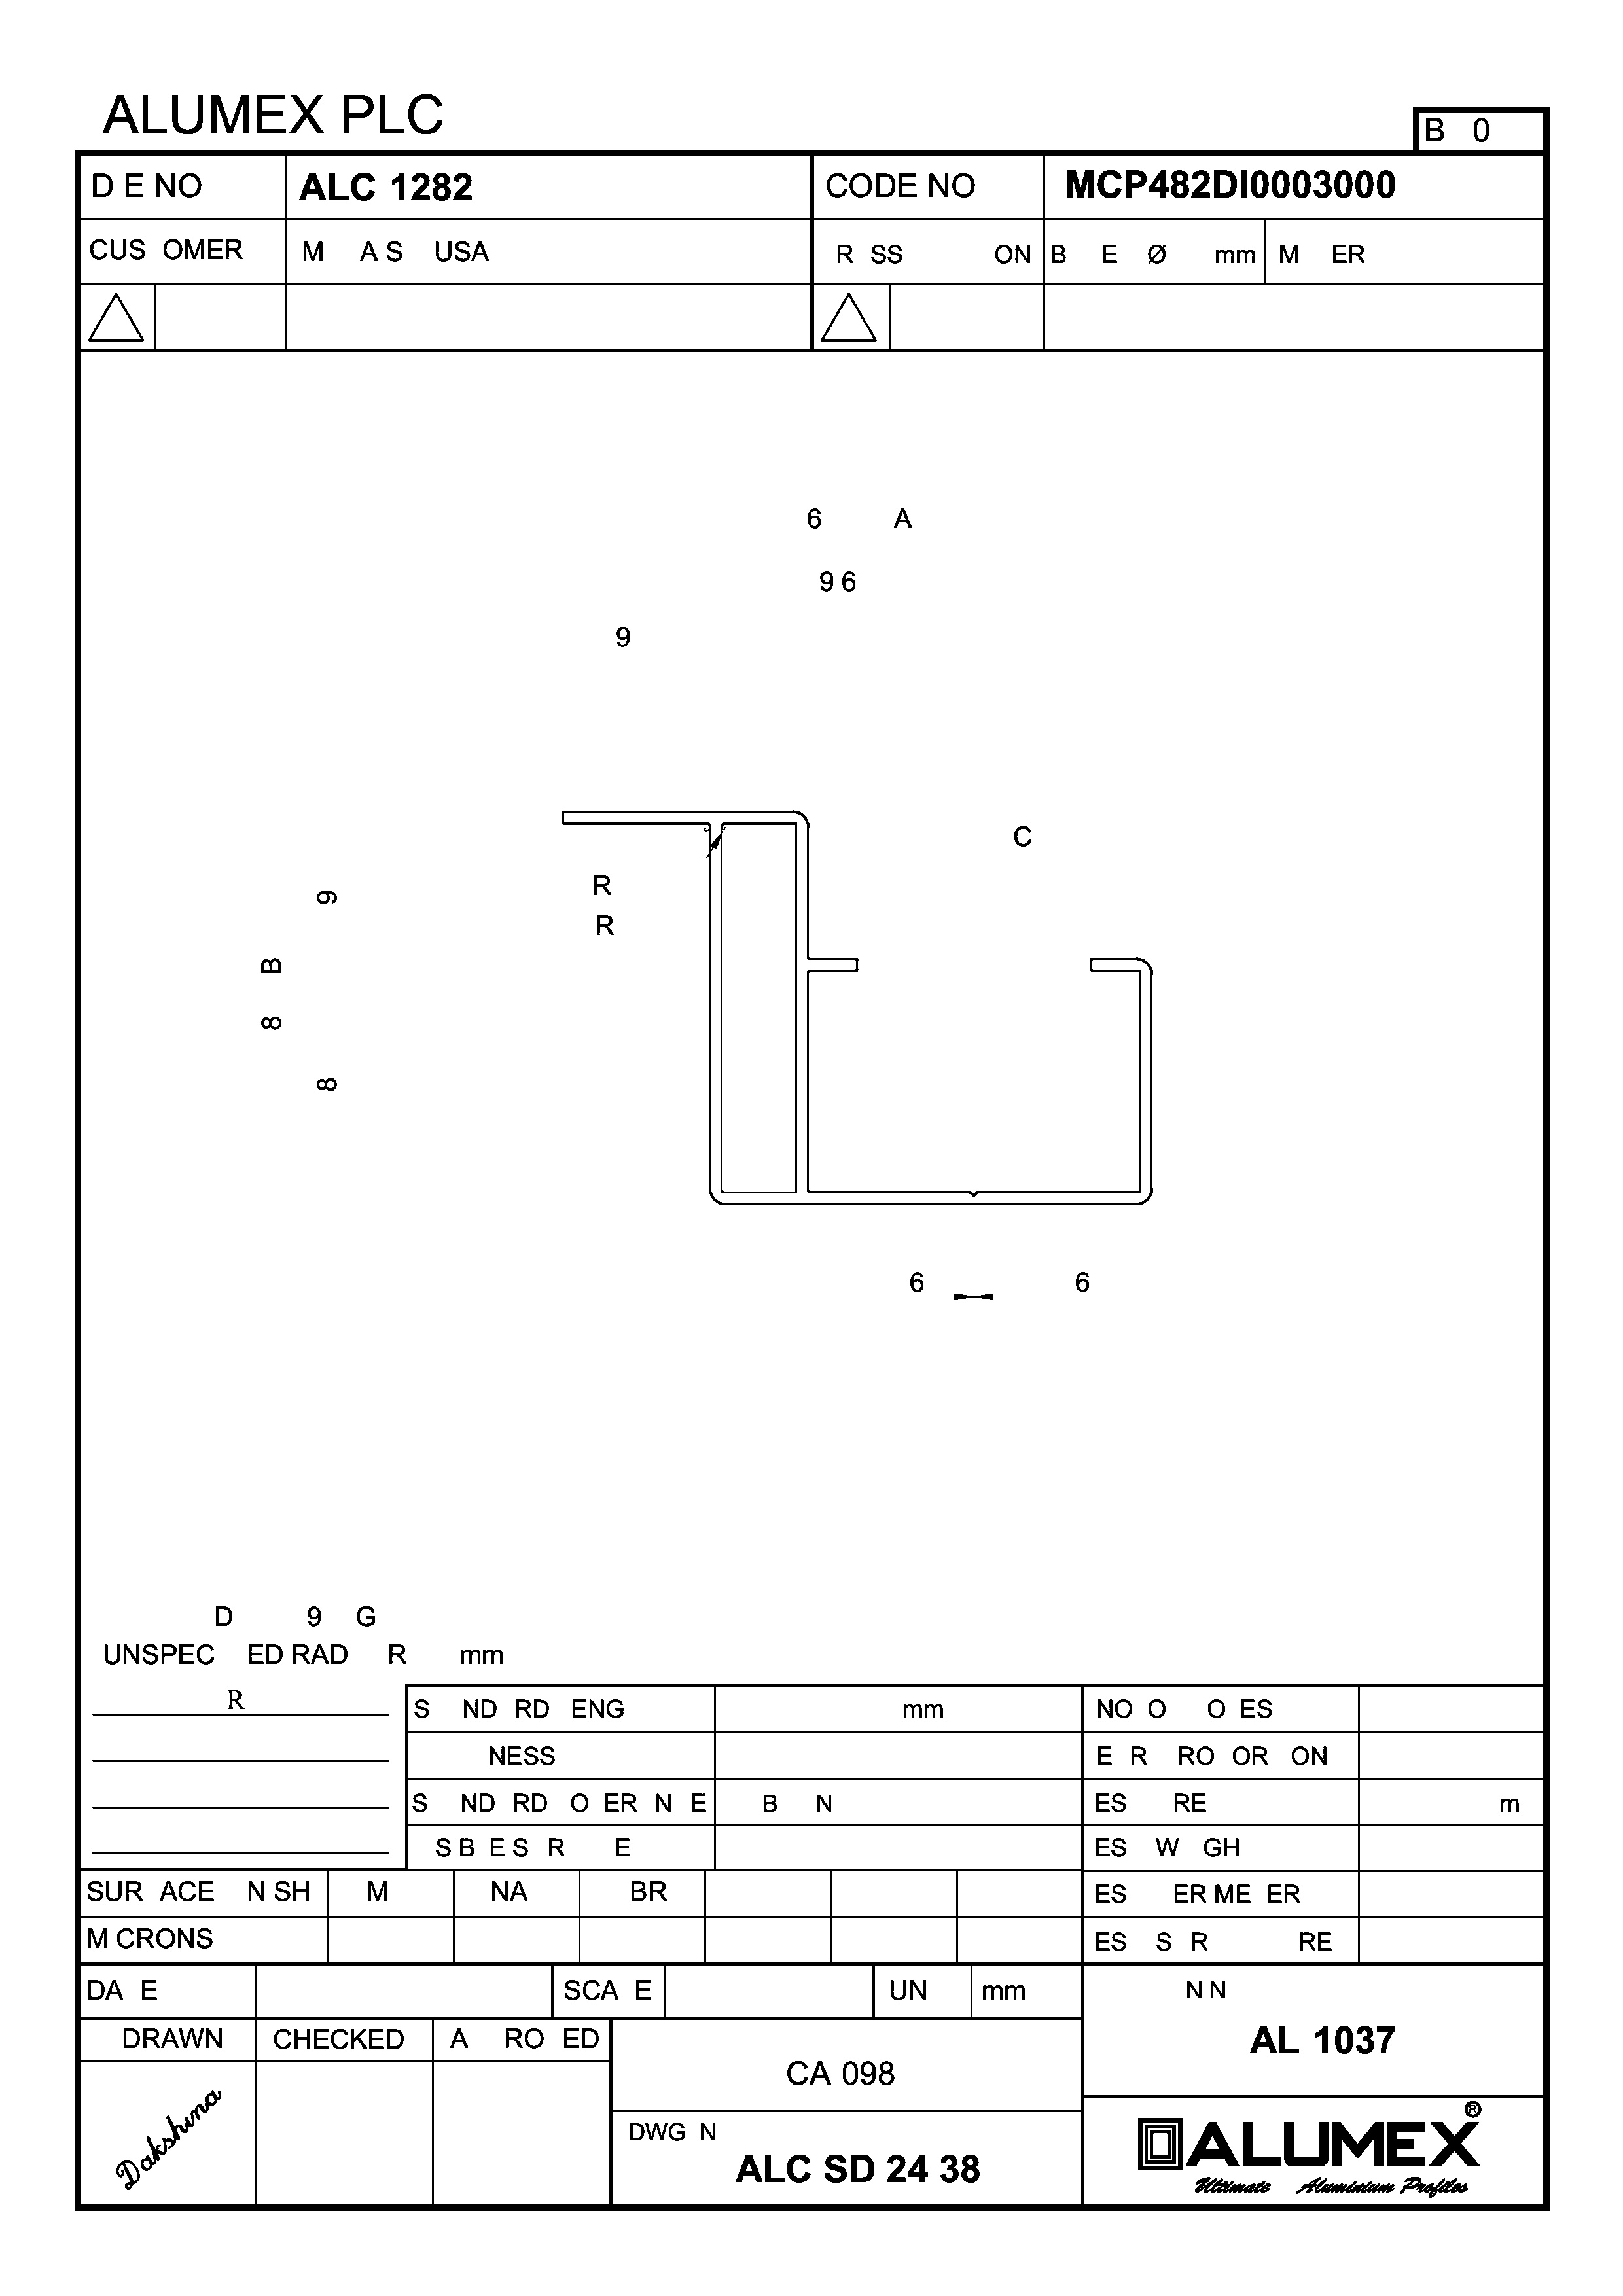 ALUMEX PLC
B 0
D E NO ALC 1282 CODE NO MCP482DI0003000
CUS OMER M A S USA R SS ON B E Ø mm M ER
6 A
9 6
9
C
R
9
R
B
8
8
6 6
D 9 G
UNSPEC ED RAD R mm
R
S ND RD ENG mm NO O O ES
NESS E R RO OR ON
S ND RD O ER N E B N ES RE m
S B E S R E ES W GH
SUR ACE N SH M NA BR ES ER ME ER
M CRONS ES S R RE
DA E SCA E UN mm N N
DRAWN CHECKED A RO ED AL 1037
CA 098
Dakshina
DWG N
ALC SD 24 38
ALUMEX ®
Ultimate Aluminium Profiles